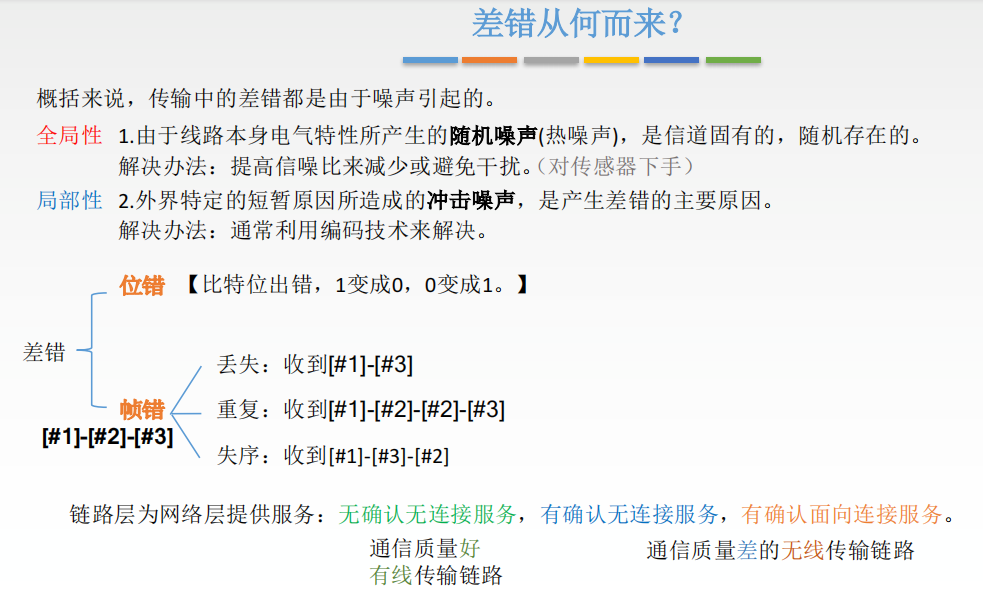 差错从何而来？
概括来说，传输中的差错都是由于噪声引起的。
全局性 1.由于线路本身电气特性所产生的随机噪声(热噪声)，是信道固有的，随机存在的。
解决办法：提高信噪比来减少或避免干扰。（对传感器下手）
局部性 2.外界特定的短暂原因所造成的冲击噪声，是产生差错的主要原因。
解决办法：通常利用编码技术来解决。
位错 【比特位出错，1变成0，0变成1。】
差错
丢失：收到[#1]-[#3]
帧错 重复：收到[#1]-[#2]-[#2]-[#3]
[#1]-[#2]-[#3]
失序：收到[#1]-[#3]-[#2]
链路层为网络层提供服务：无确认无连接服务，有确认无连接服务，有确认面向连接服务。
通信质量好 通信质量差的无线传输链路
有线传输链路